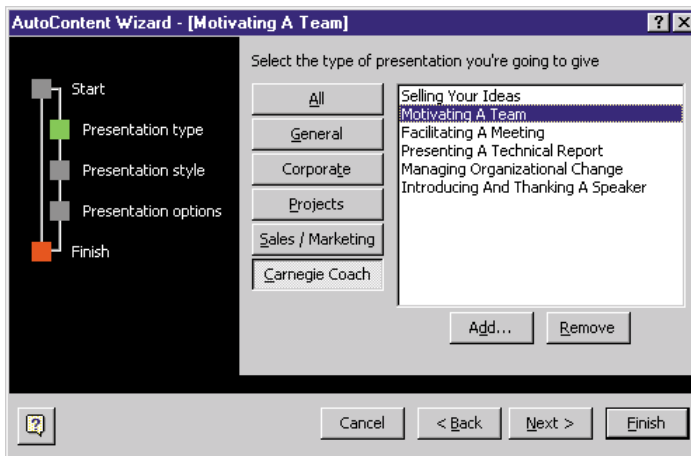 AutoContent Wizard - [Motivating A Team]
? X
Select the type of presentation you're going to give
Start
Presentation type
Presentation style
Presentation options
Finish
All
General
Corporate
Projects
Sales / Marketing
Carnegie Coach
Selling Your Ideas
Motivating A Team
Facilitating A Meeting
Presenting A Technical Report
Managing Organizational Change
Introducing And Thanking A Speaker
Add...
Remove
?
Cancel
< Back
Next >
Finish